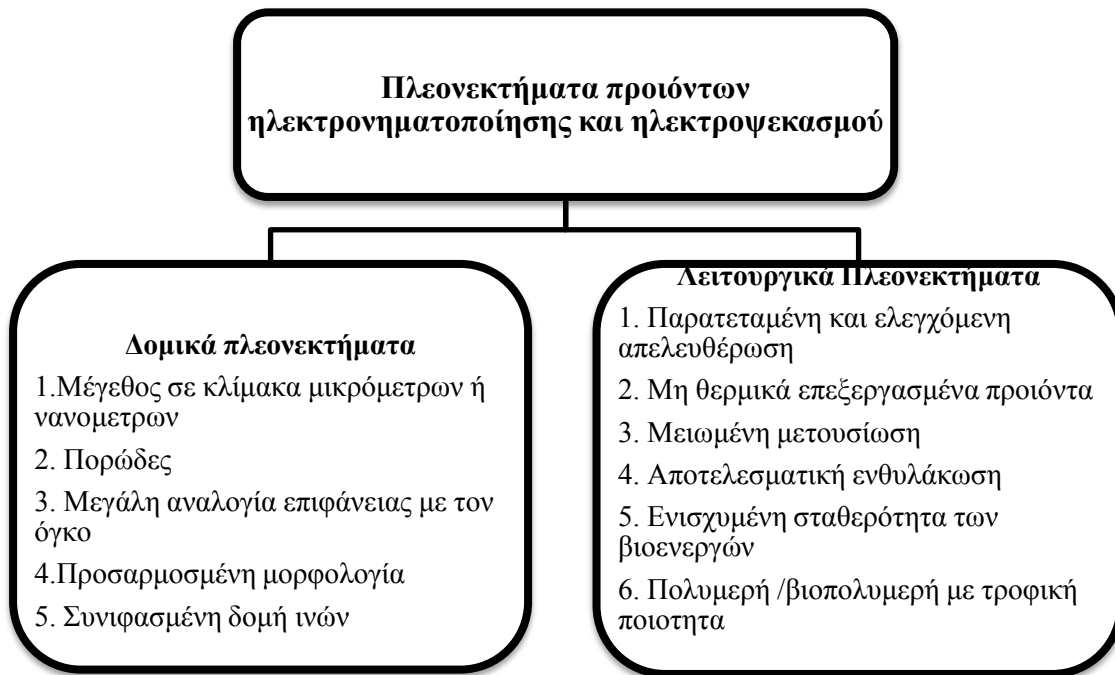 Πλεονεκτήματα προιόντων
ηλεκτρονηματοποίησης και ηλεκτροψεκασμού
Δομικά πλεονεκτήματα
1.Μέγεθος σε κλίμακα μικρόμετρων ή
νανομετρων
2. Πορώδες
3. Μεγάλη αναλογία επιφάνειας με τον
όγκο
4.Προσαρμοσμένη μορφολογία
5. Συνιφασμένη δομή ινών
Λειτουργικά Πλεονεκτήματα
1. Παρατεταμένη και ελεγχόμενη
απελευθέρωση
2. Μη θερμικά επεξεργασμένα προιόντα
3. Μειωμένη μετουσίωση
4. Αποτελεσματική ενθυλάκωση
5. Ενισχυμένη σταθερότητα των
βιοενεργών
6. Πολυμερή /βιοπολυμερή με τροφική
ποιοτητα